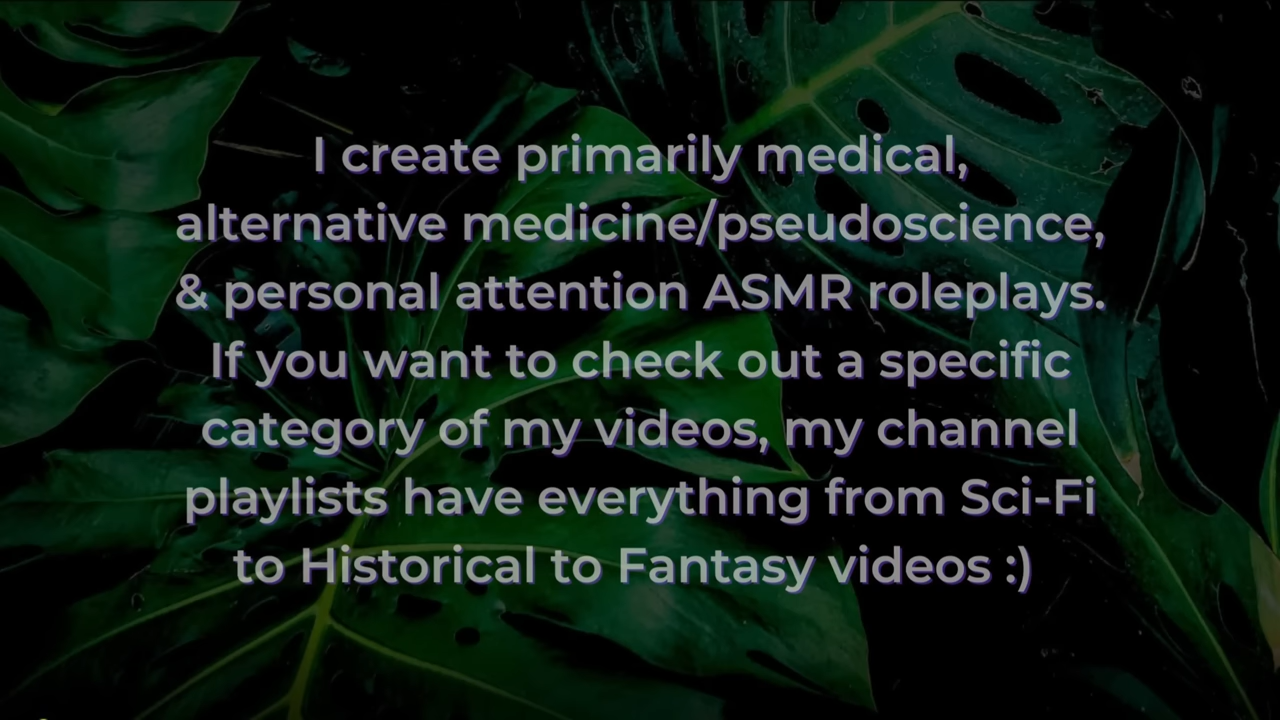 I create primarily medical,
alternative medicine/pseudoscience,
& personal attention ASMR roleplays.
If you want to check out a specific
category of my videos, my channel
playlists have everything from Sci-Fi
to Historical to Fantasy videos :)